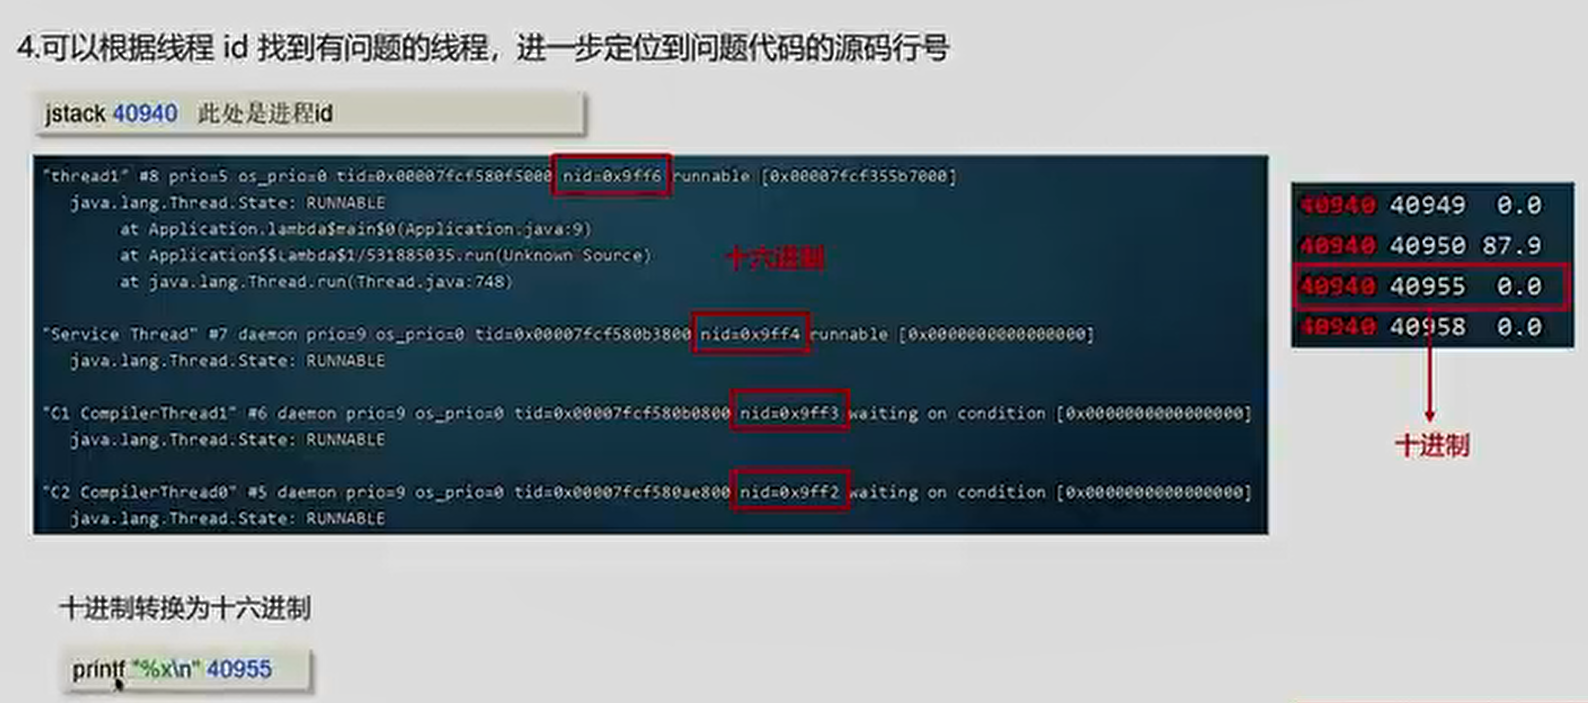 4.可以根据线程 id 找到有问题的线程，进一步定位到问题代码的源码行号
jstack 40940 此处是进程id
"thread1" #8 prio=5 os_prio=0 tid=0x00007fcf580f5000 nid=0x9ff6 runnable [0x00007fcf355b7000]
java.lang.Thread.State: RUNNABLE
at Application.lambda$main$0(Application.java:9)
at Application$$Lambda$1/531885035.run(Unknown Source)
十六进制
at java.lang.Thread.run(Thread.java:748)
"Service Thread" #7 daemon prio=9 os_prio=0 tid=0x00007fcf580b3800 nid=0x9ff4 runnable [0x0000000000000000]
java.lang.Thread.State: RUNNABLE
"C1 CompilerThread1" #6 daemon prio=9 os_prio=0 tid=0x00007fcf580b0800 nid=0x9ff3 waiting on condition [0x0000000000000000]
java.lang.Thread.State: RUNNABLE
"C2 CompilerThread0" #5 daemon prio=9 os_prio=0 tid=0x00007fcf580ae800 nid=0x9ff2 waiting on condition [0x0000000000000000]
java.lang.Thread.State: RUNNABLE
40940 40949 0.0
40940 40950 87.9
40940 40955 0.0
40940 40958 0.0
十进制
十进制转换为十六进制
printf "%x\n" 40955